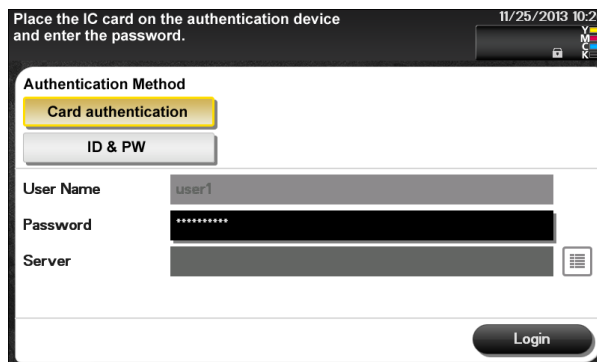 Place the IC card on the authentication device 11/25/2013 10:2
and enter the password.
Y
M
C
K
Authentication Method
Card authentication
ID & PW
User Name user1
Password **********
Server
Login